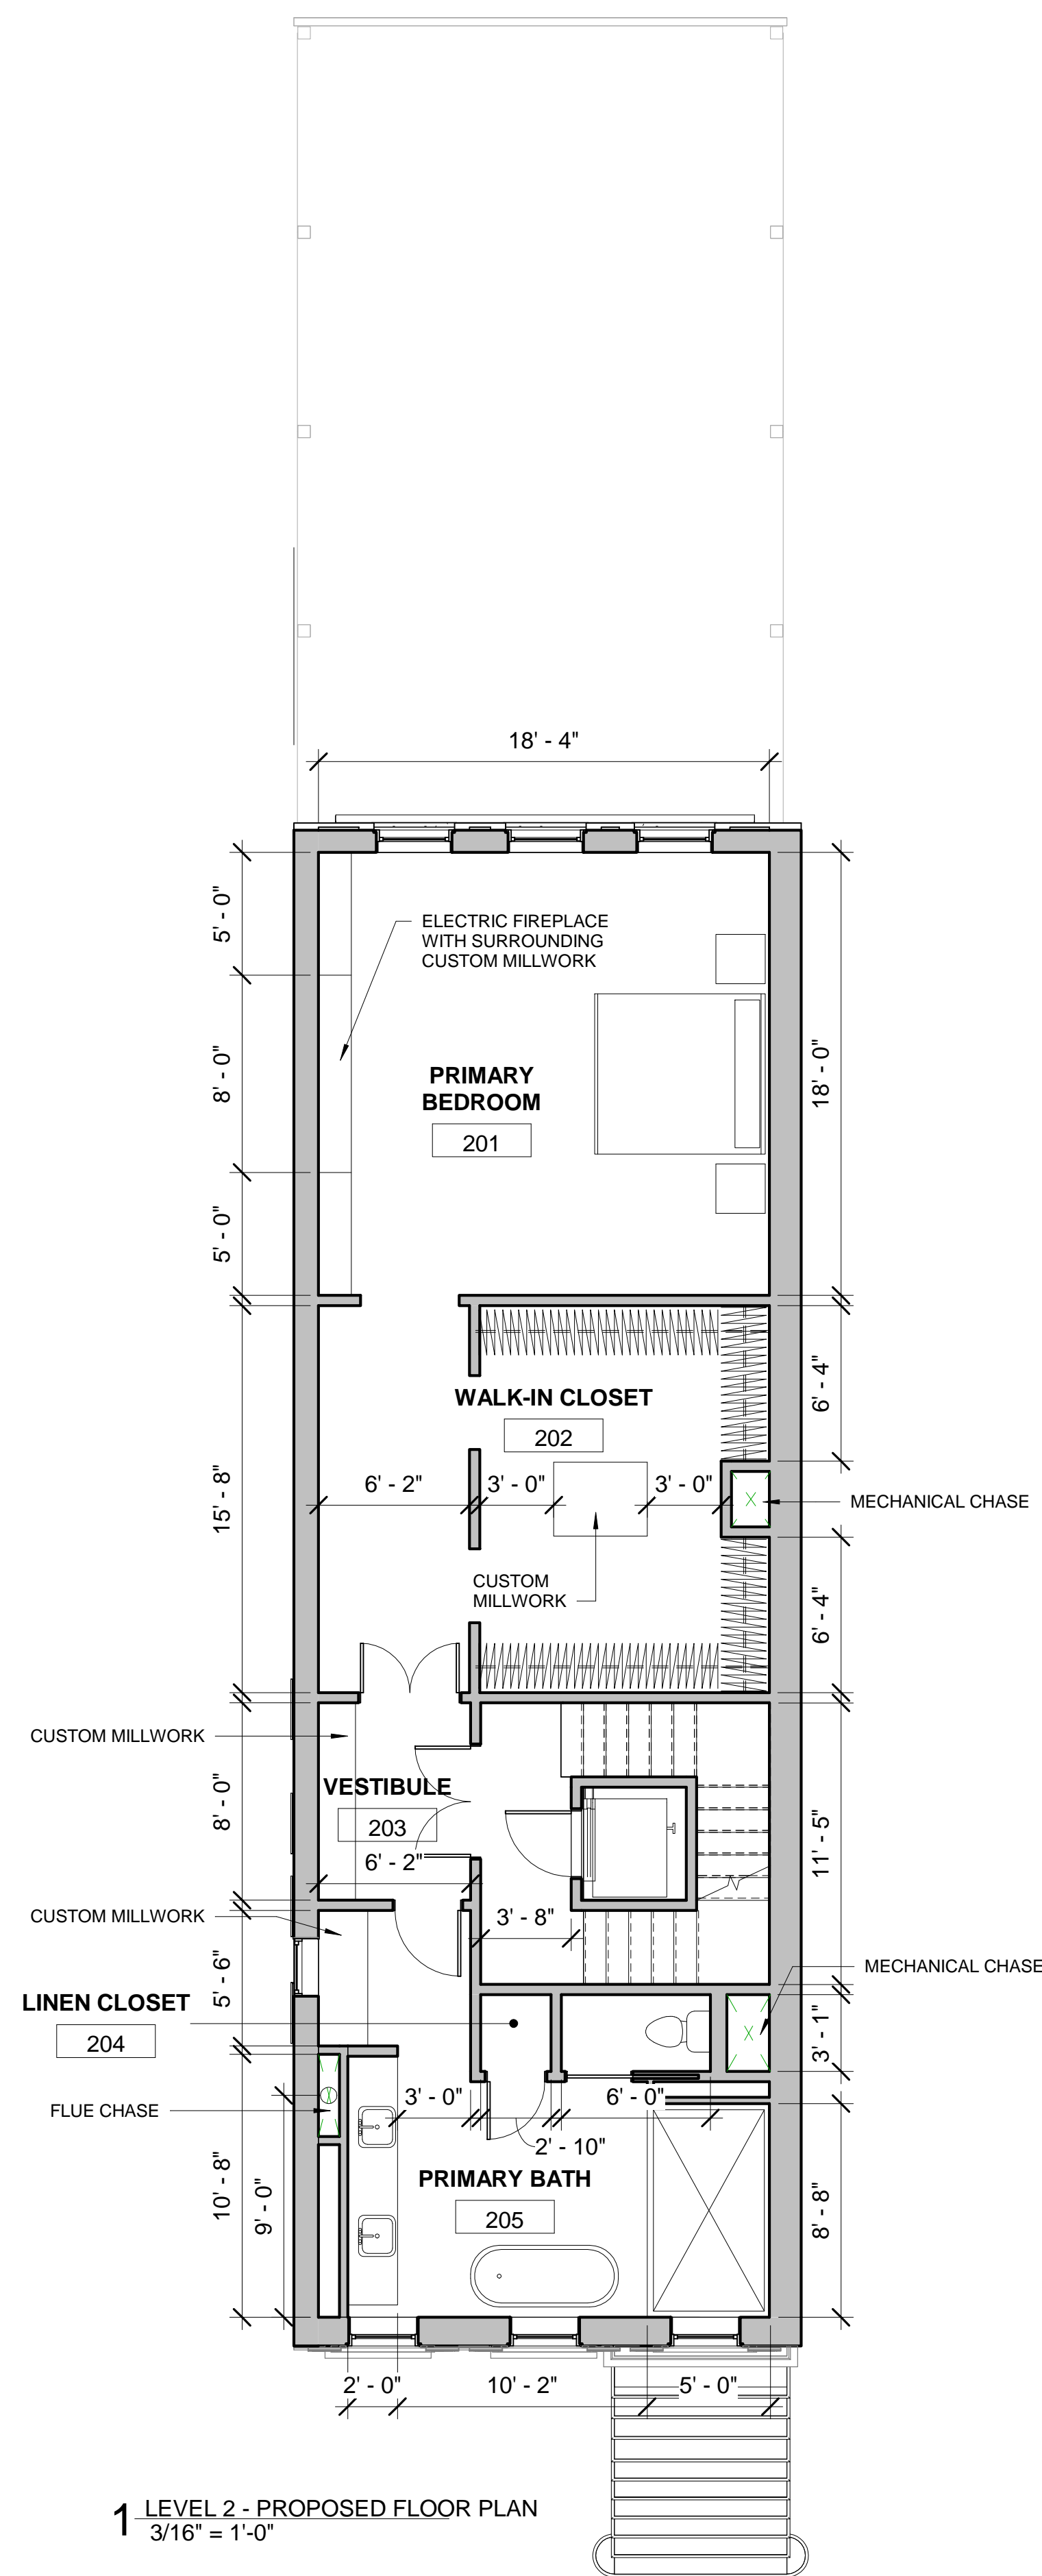 18' - 4"
5' - 0"
ELECTRIC FIREPLACE
WITH SURROUNDING
CUSTOM MILLWORK
8' - 0"
18' - 0"
PRIMARY
BEDROOM
201
5' - 0"
6' - 4"
WALK-IN CLOSET
202
15' - 8"
6' - 2"
3' - 0"
3' - 0"
MECHANICAL CHASE
CUSTOM
MILLWORK
6' - 4"
CUSTOM MILLWORK
VESTIBULE
203
8' - 0"
11' - 5"
6' - 2"
CUSTOM MILLWORK
3' - 8"
5' - 6"
MECHANICAL CHASE
LINEN CLOSET
204
3' - 1"
3' - 0"
6' - 0"
FLUE CHASE
2' - 10"
PRIMARY BATH
205
10' - 8"
9' - 0"
8' - 8"
2' - 0"
10' - 2"
5' - 0"
1 LEVEL 2 - PROPOSED FLOOR PLAN
3/16" = 1'-0"